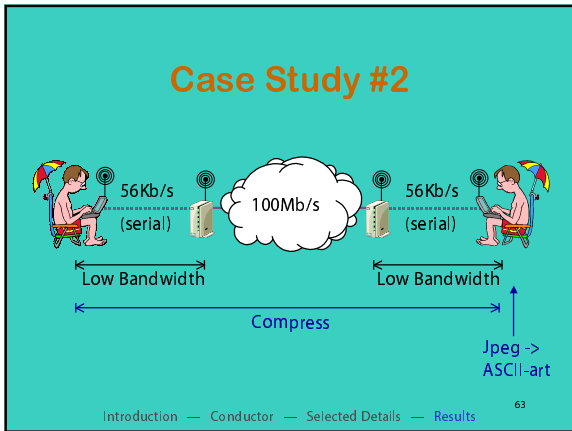 Case Study #2
56Kb/s
(serial)
100Mb/s
56Kb/s
(serial)
Low Bandwidth
Low Bandwidth
Compress
Jpeg ->
ASCII-art
63
Introduction — Conductor — Selected Details — Results